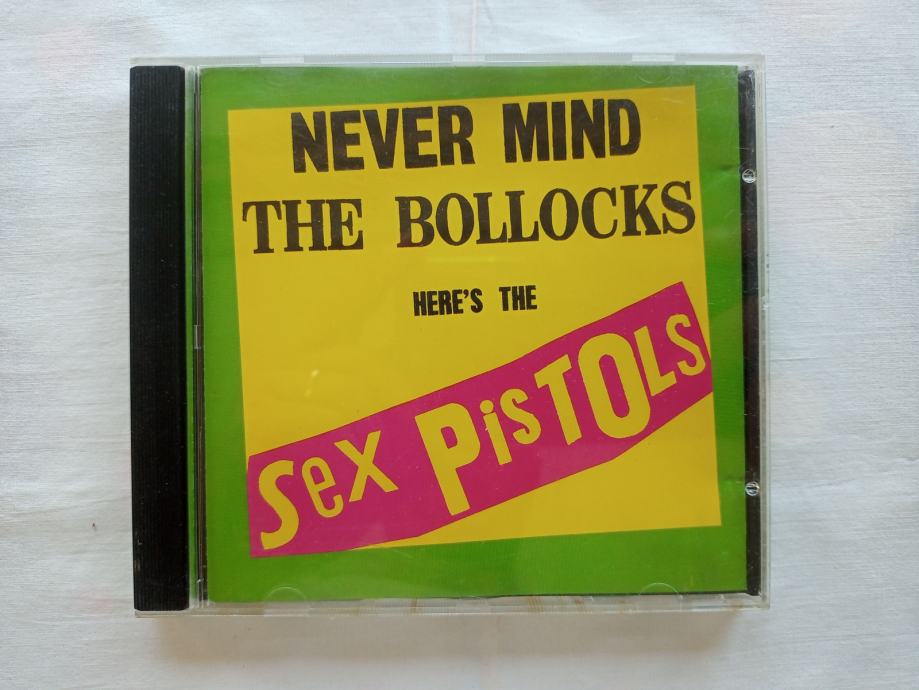 NEVER MIND
THE BOLLOCKS
HERE'S THE
Sex PisTOLS